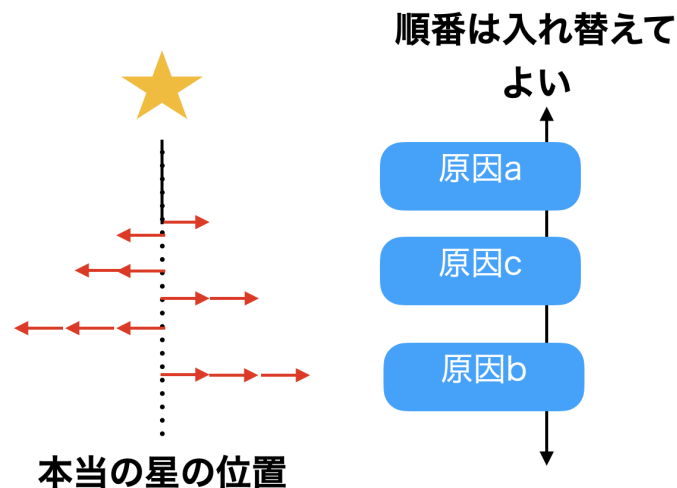 順番は入れ替えて
よい
原因a
原因c
原因b
本当の星の位置